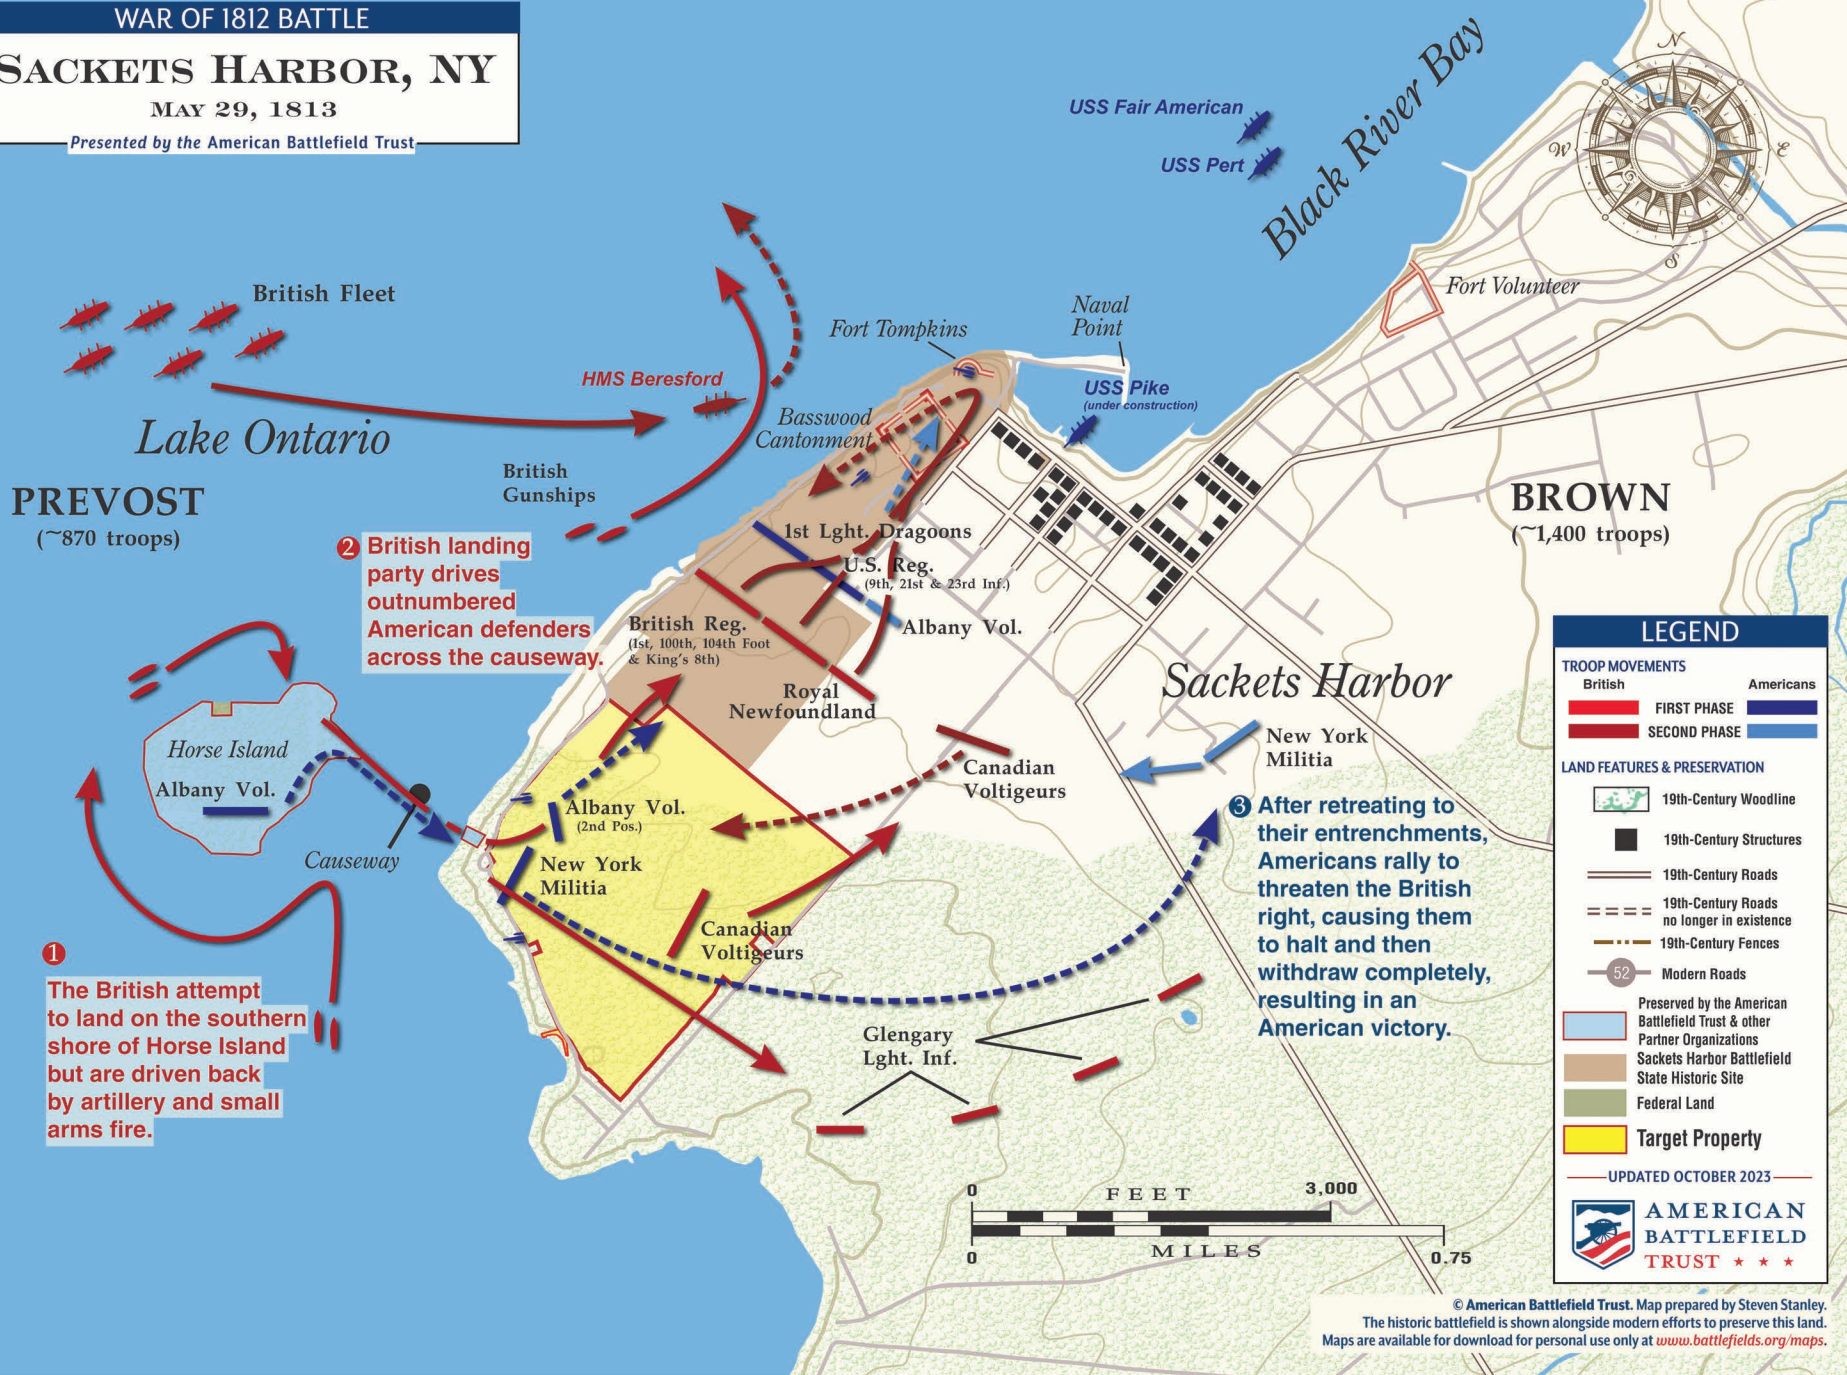 WAR OF 1812 BATTLE
SACKETS HARBOR, NY
MAY 29, 1813
Presented by the American Battlefield Trust
USS Fair American
USS Pert
Black River Bay
N
W
E
S
British Fleet
HMS Beresford
Lake Ontario
PREVOST
(~870 troops)
British
Gunships
Fort Tompkins
Naval
Point
USS Pike
(under construction)
Basswood
Cantonment
Fort Volunteer
BROWN
(~1,400 troops)
2 British landing
party drives
outnumbered
American defenders
across the causeway.
1st Lght. Dragoons
U.S. Reg.
(9th, 21st & 23rd Inf.)
Albany Vol.
British Reg.
(1st, 100th, 104th Foot
& King's 8th)
Royal
Newfoundland
Sackets Harbor
New York
Militia
Canadian
Voltigeurs
Horse Island
Albany Vol.
Causeway
Albany Vol.
(2nd Pos.)
New York
Militia
Canadian
Voltigeurs
1
The British attempt
to land on the southern
shore of Horse Island
but are driven back
by artillery and small
arms fire.
3 After retreating to
their entrenchments,
Americans rally to
threaten the British
right, causing them
to halt and then
withdraw completely,
resulting in an
American victory.
Glengary
Lght. Inf.
0 FEET 3,000
0 MILES 0.75
LEGEND
TROOP MOVEMENTS
British Americans
FIRST PHASE
SECOND PHASE
LAND FEATURES & PRESERVATION
19th-Century Woodline
19th-Century Structures
19th-Century Roads
19th-Century Roads
no longer in existence
19th-Century Fences
52 Modern Roads
Preserved by the American
Battlefield Trust & other
Partner Organizations
Sackets Harbor Battlefield
State Historic Site
Federal Land
Target Property
UPDATED OCTOBER 2023
AMERICAN
BATTLEFIELD
TRUST
© American Battlefield Trust. Map prepared by Steven Stanley.
The historic battlefield is shown alongside modern efforts to preserve this land.
Maps are available for download for personal use only at www.battlefields.org/maps.